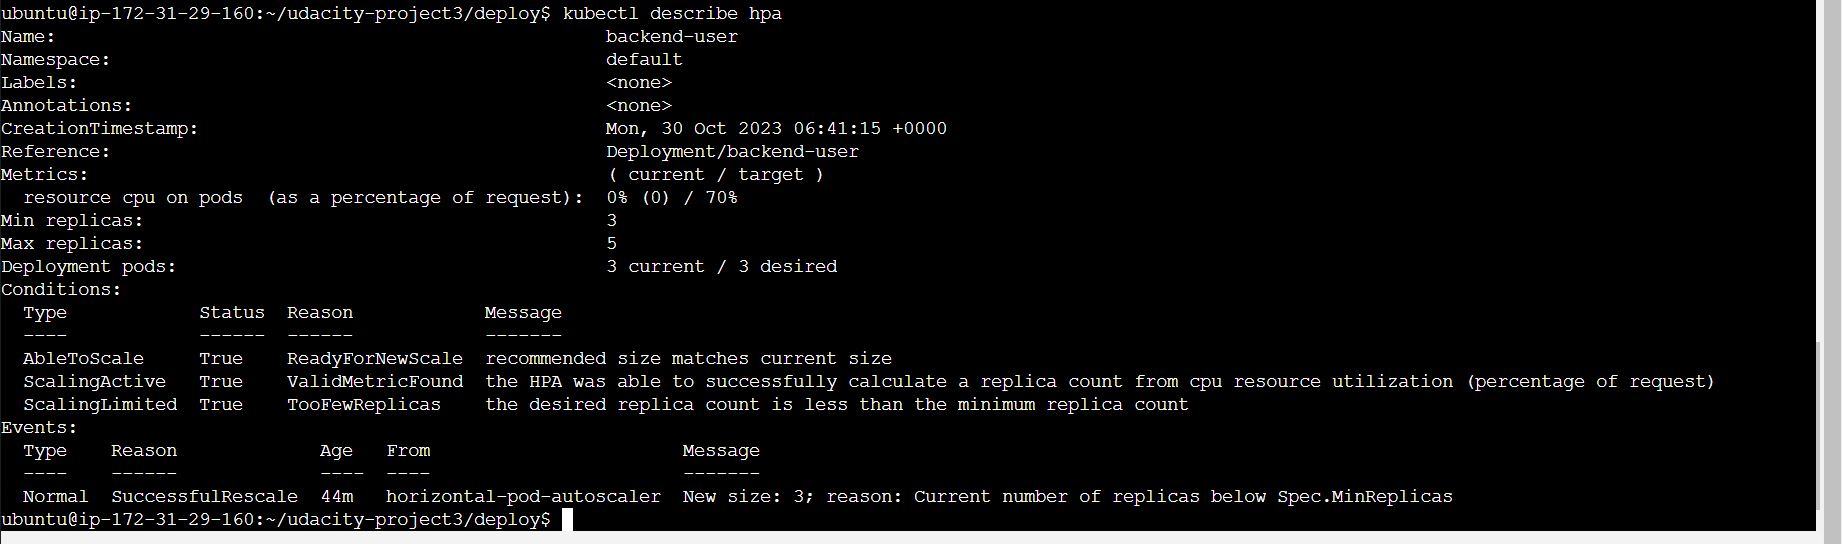 ubuntu@ip-172-31-29-160:~/udacity-project3/deploy$ kubectl describe hpa
Name:                                                  backend-user
Namespace:                                             default
Labels:                                                <none>
Annotations:                                           <none>
CreationTimestamp:                                     Mon, 30 Oct 2023 06:41:15 +0000
Reference:                                             Deployment/backend-user
Metrics:                                               ( current / target )
  resource cpu on pods  (as a percentage of request):  0% (0) / 70%
Min replicas:                                          3
Max replicas:                                          5
Deployment pods:                                       3 current / 3 desired
Conditions:
  Type            Status  Reason            Message
  ----            ------  ------            -------
  AbleToScale     True    ReadyForNewScale  recommended size matches current size
  ScalingActive   True    ValidMetricFound  the HPA was able to successfully calculate a replica count from cpu resource utilization (percentage of request)
  ScalingLimited  True    TooFewReplicas    the desired replica count is less than the minimum replica count
Events:
  Type    Reason             Age   From                       Message
  ----    ------             ----  ----                       -------
  Normal  SuccessfulRescale  44m   horizontal-pod-autoscaler  New size: 3; reason: Current number of replicas below Spec.MinReplicas
ubuntu@ip-172-31-29-160:~/udacity-project3/deploy$